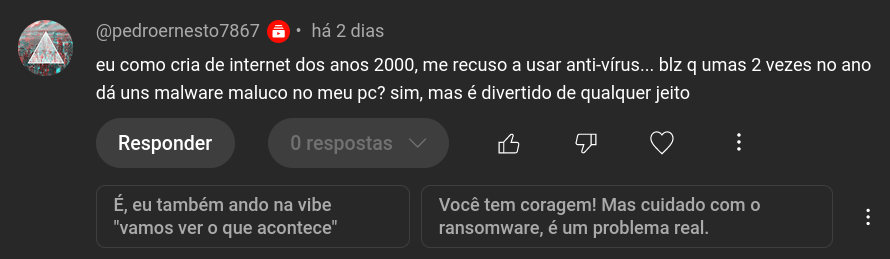 @pedroernesto7867 • há 2 dias
eu como cria de internet dos anos 2000, me recuso a usar anti-vírus... blz q umas 2 vezes no ano
dá uns malware maluco no meu pc? sim, mas é divertido de qualquer jeito
Responder
0 respostas
É, eu também ando na vibe
"vamos ver o que acontece"
Você tem coragem! Mas cuidado com o
ransomware, é um problema real.